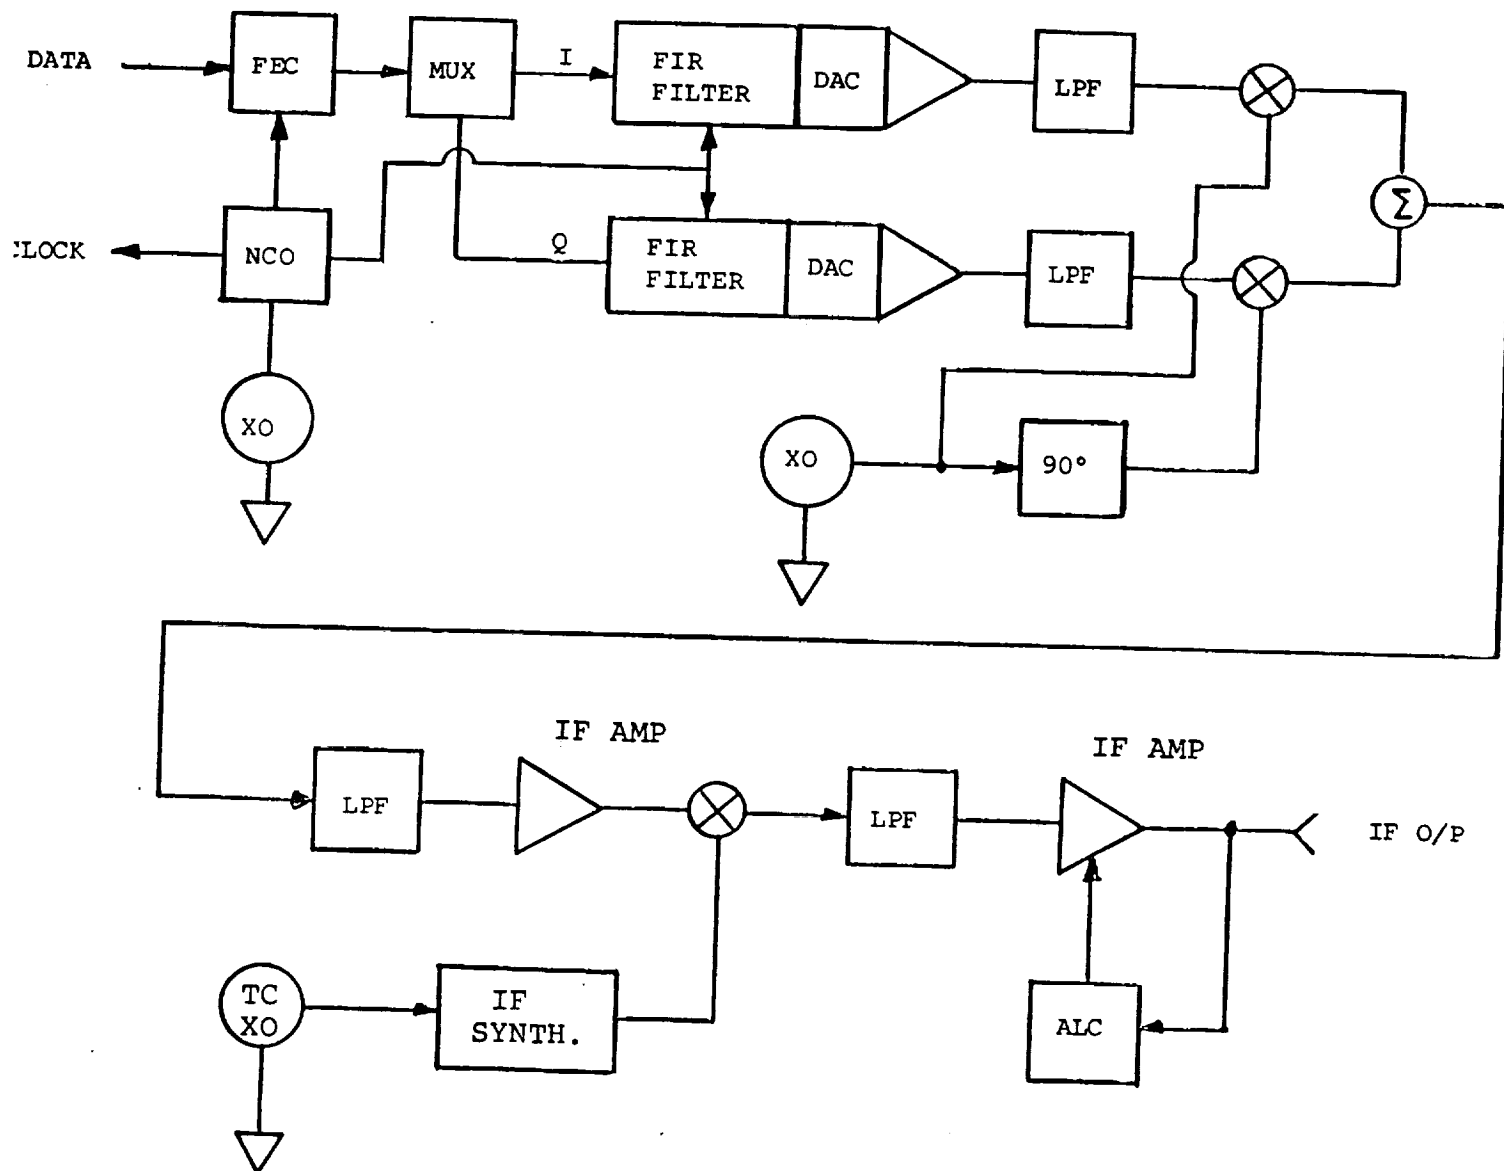 DATA
FEC
MUX
I
FIR
FILTER
DAC
LPF
Σ
:LOCK
NCO
Q
FIR
FILTER
DAC
LPF
XO
XO
90°
IF AMP
IF AMP
LPF
LPF
IF O/P
TC
XO
IF
SYNTH.
ALC